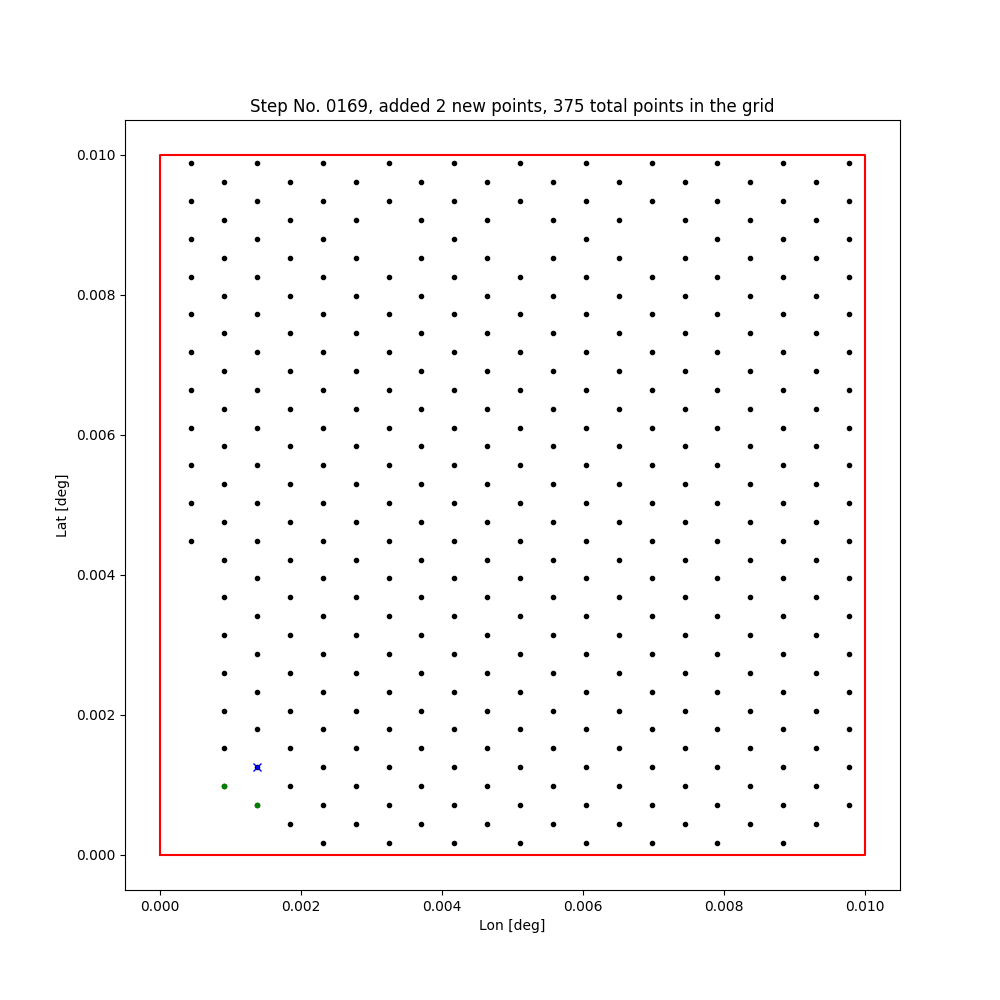 Step No. 0169, added 2 new points, 375 total points in the grid
0.010
0.008
0.006
0.004
0.002
0.000
Lat [deg]
0.000 0.002 0.004 0.006 0.008 0.010
Lon [deg]